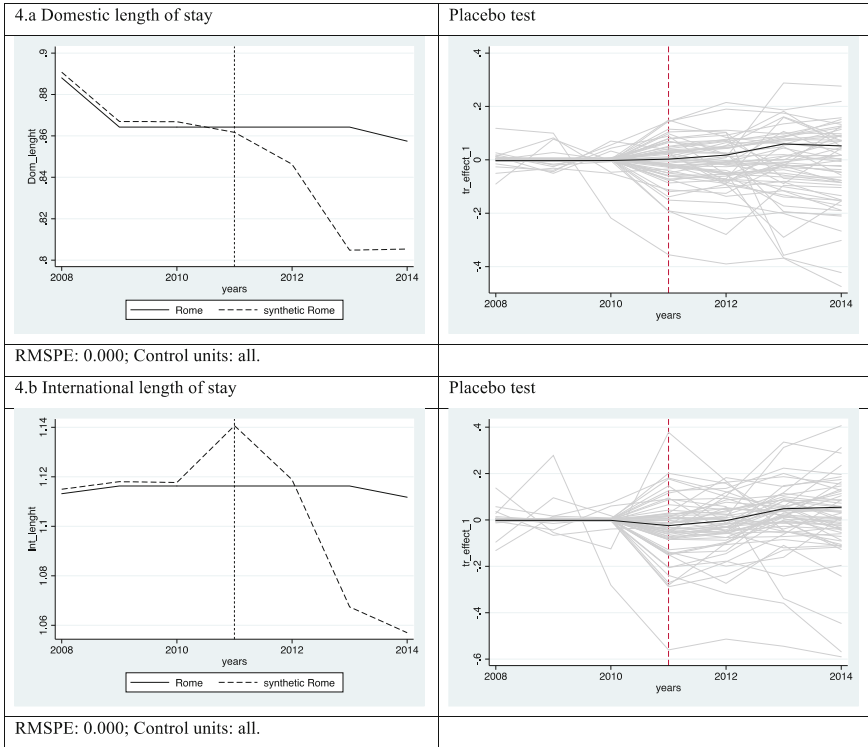 4.a Domestic length of stay
Placebo test
Dom_lenght
.9
.88
.86
.84
.82
.8
2008 2010 2012 2014
years
Rome synthetic Rome
tr_effect_1
.4
.2
0
-.2
-.4
2008 2010 2012 2014
years
RMSPE: 0.000; Control units: all.
4.b International length of stay
Placebo test
Int_lenght
1.14
1.12
1.1
1.08
1.06
2008 2010 2012 2014
years
Rome synthetic Rome
tr_effect_1
.4
.2
0
-.2
-.4
-.6
2008 2010 2012 2014
years
RMSPE: 0.000; Control units: all.